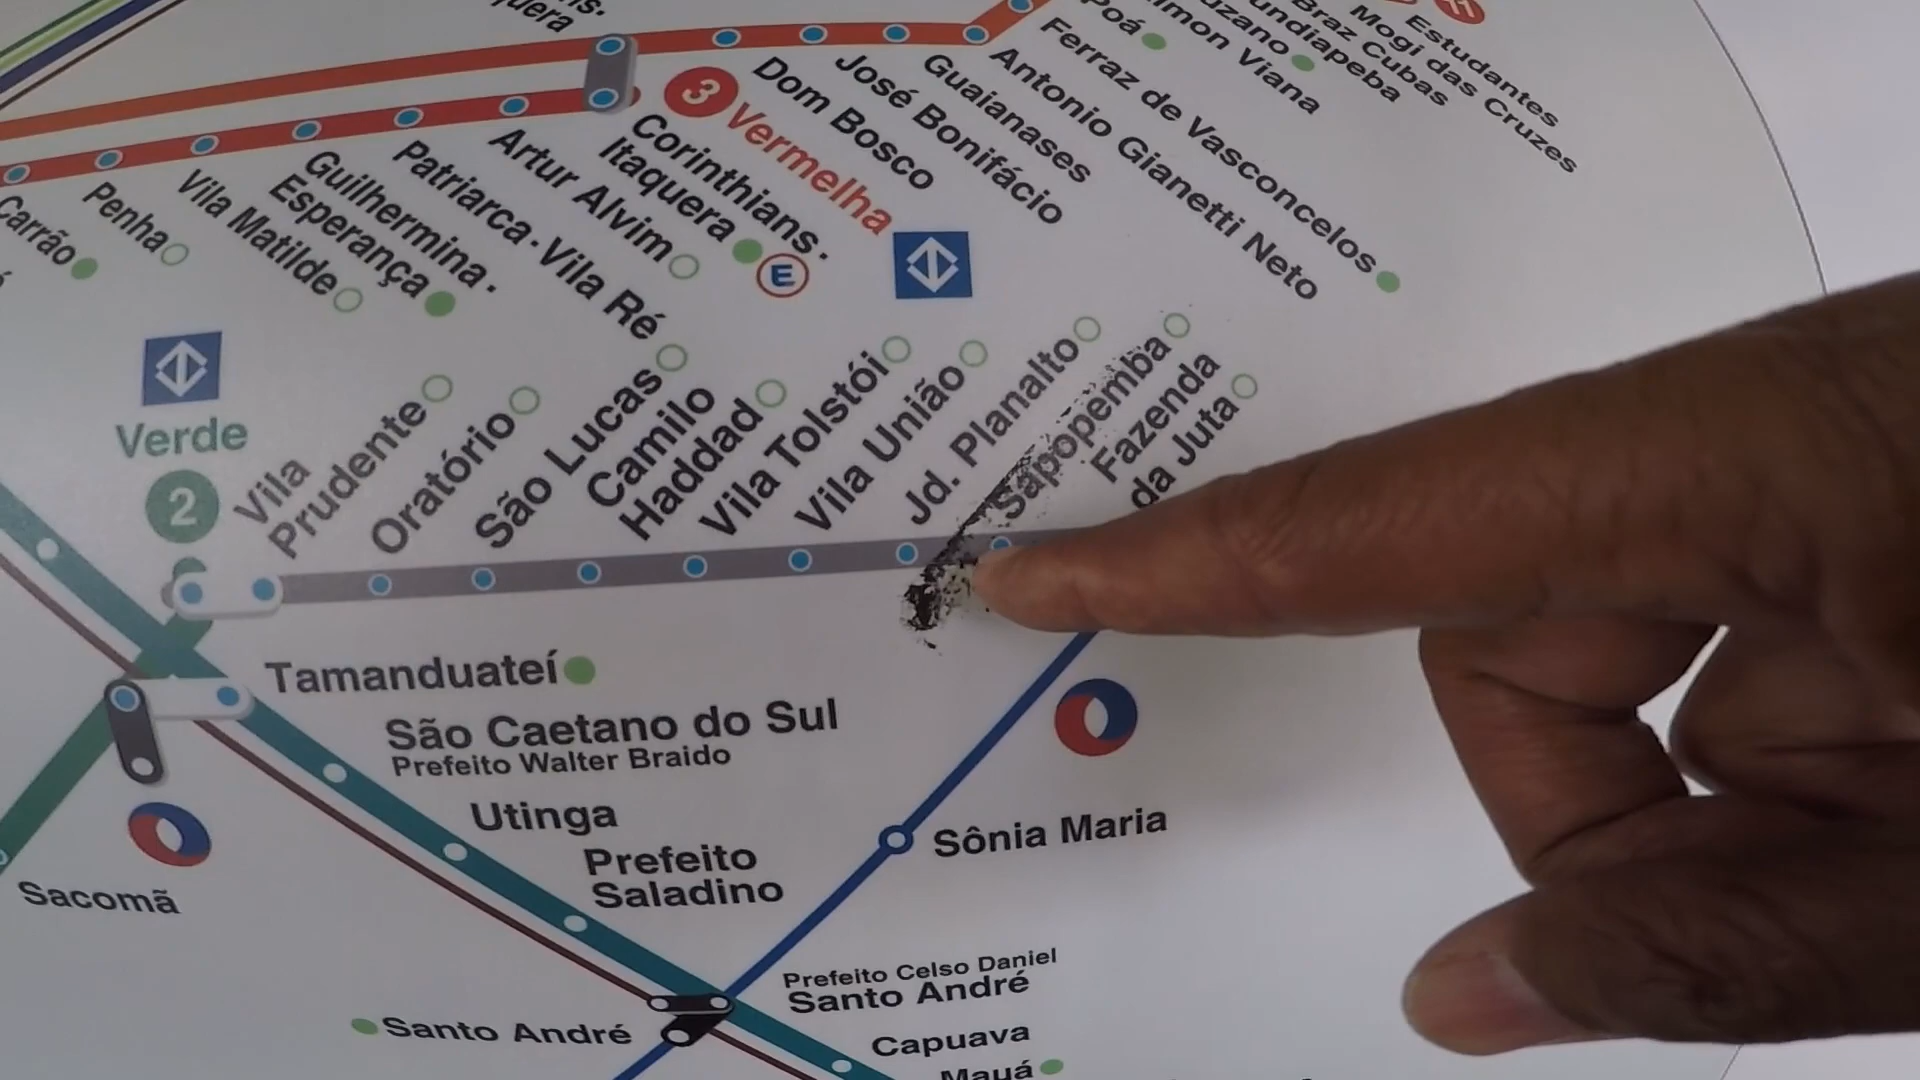 Estudantes
Mogi das Cruzes
Braz Cubas
undiapeba
uzano
Viana
Poá
Ferraz de Vasconcelos
Antonio Gianetti Neto
Guaianases
José Bonifácio
Dom Bosco
3 Vermelha
Corinthians·
Itaquera
E
Artur Alvim
Patriarca·Vila Ré
Guilhermina·
Esperança
Vila Matilde
Penha
Carrão
Verde
2
Vila
Prudente
Oratório
São Lucas
Camilo
Haddad
Vila Tolstói
Vila União
Jd. Planalto
Sapopemba
Fazenda
da Juta
Tamanduateí
São Caetano do Sul
Prefeito Walter Braido
Utinga
Prefeito
Saladino
Sônia Maria
Sacomã
Prefeito Celso Daniel
Santo André
Santo André
Capuava
Mauá